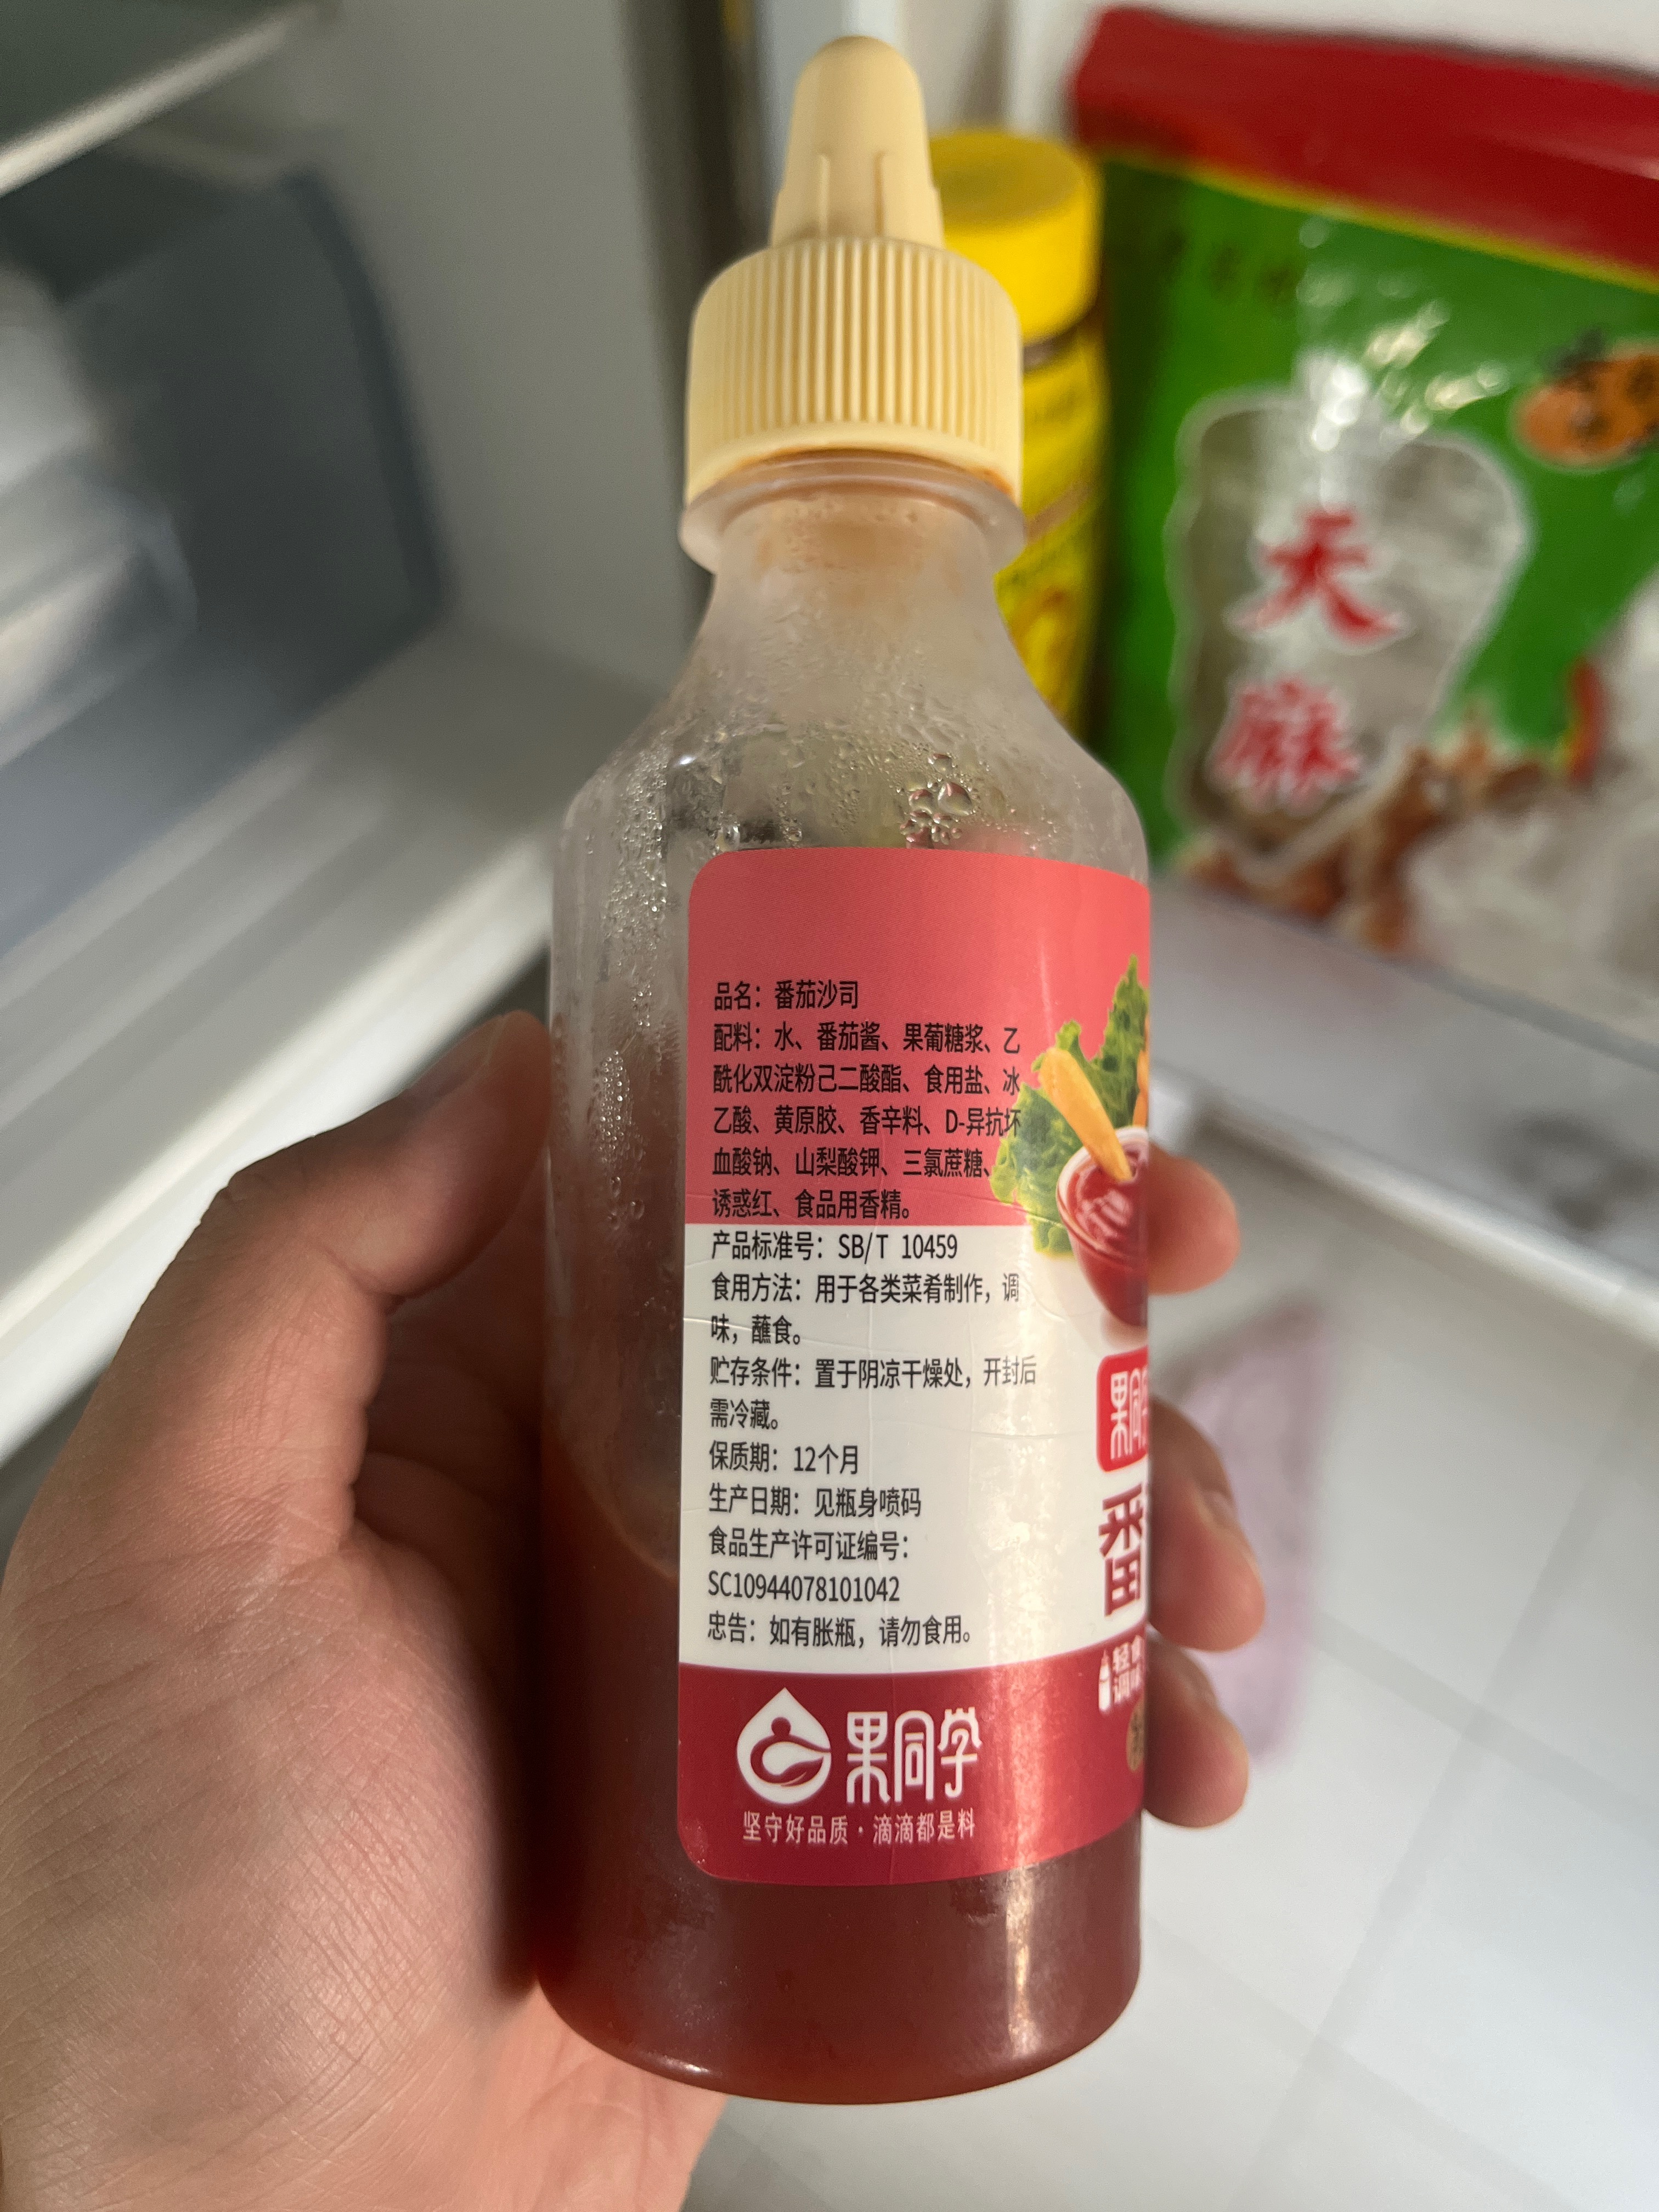 天
麻
品名：番茄沙司
配料：水、番茄酱、果葡糖浆、乙
酰化双淀粉己二酸酯、食用盐、冰
乙酸、黄原胶、香辛料、D-异抗坏
血酸钠、山梨酸钾、三氯蔗糖、
诱惑红、食品用香精。
产品标准号：SB/T 10459
食用方法：用于各类菜肴制作，调
味，蘸食。
贮存条件：置于阴凉干燥处，开封后
需冷藏。
保质期：12个月
生产日期：见瓶身喷码
食品生产许可证编号：
SC10944078101042
忠告：如有胀瓶，请勿食用。
果同学
坚守好品质·滴滴都是料
果同
番
轻食
调味